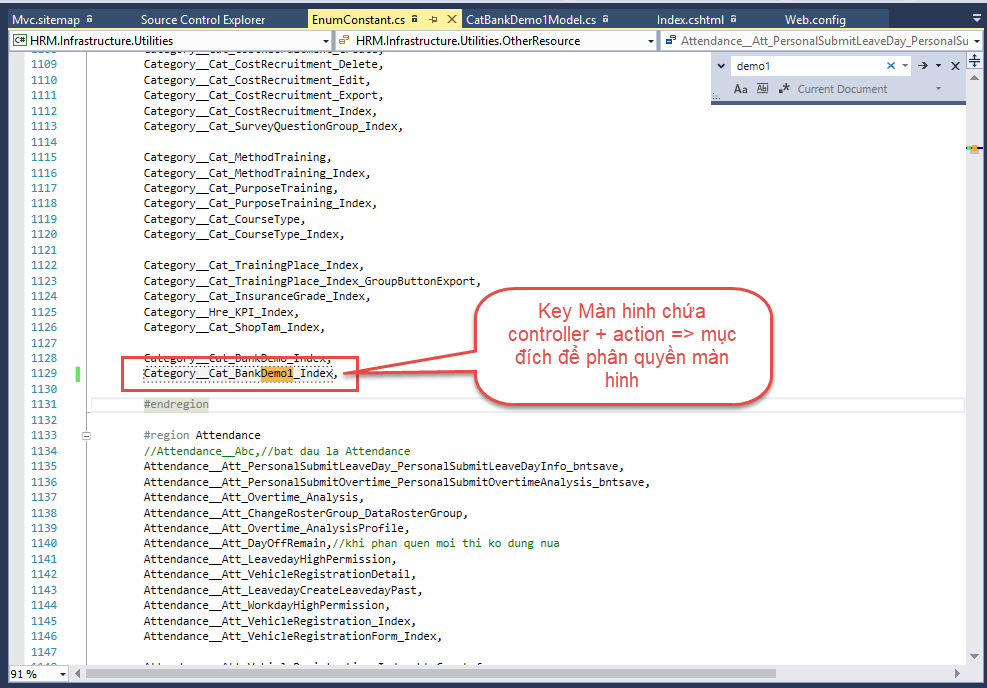 Mvc.sitemap
Source Control Explorer
EnumConstant.cs
CatBankDemo1Model.cs
Index.cshtml
Web.config
C# HRM.Infrastructure.Utilities
HRM.Infrastructure.Utilities.OtherResource
Attendance__Att_PersonalSubmitLeaveDay_PersonalSu
demo1
Aa Abl .* Current Document
1109 Category__Cat_CostRecruitment_Delete,
1110 Category__Cat_CostRecruitment_Edit,
1111 Category__Cat_CostRecruitment_Export,
1112 Category__Cat_CostRecruitment_Index,
1113 Category__Cat_SurveyQuestionGroup_Index,
1114
1115 Category__Cat_MethodTraining,
1116 Category__Cat_MethodTraining_Index,
1117 Category__Cat_PurposeTraining,
1118 Category__Cat_PurposeTraining_Index,
1119 Category__Cat_CourseType,
1120 Category__Cat_CourseType_Index,
1121
1122 Category__Cat_TrainingPlace_Index,
1123 Category__Cat_TrainingPlace_Index_GroupButtonExport,
1124 Category__Cat_InsuranceGrade_Index,
1125 Category__Hre_KPI_Index,
1126 Category__Cat_ShopTam_Index,
1127
1128 Category__Cat_BankDemo_Index,
1129 Category__Cat_BankDemo1_Index,
1130
1131 #endregion
1132
1133 #region Attendance
1134 //Attendance__Abc,//bat dau la Attendance
1135 Attendance__Att_PersonalSubmitLeaveDay_PersonalSubmitLeaveDayInfo_bntsave,
1136 Attendance__Att_PersonalSubmitOvertime_PersonalSubmitOvertimeAnalysis_bntsave,
1137 Attendance__Att_Overtime_Analysis,
1138 Attendance__Att_ChangeRosterGroup_DataRosterGroup,
1139 Attendance__Att_Overtime_AnalysisProfile,
1140 Attendance__Att_DayOffRemain,//khi phan quen moi thi ko dung nua
1141 Attendance__Att_LeavedayHighPermission,
1142 Attendance__Att_VehicleRegistrationDetail,
1143 Attendance__Att_LeavedayCreateLeavedayPast,
1144 Attendance__Att_WorkdayHighPermission,
1145 Attendance__Att_VehicleRegistration_Index,
1146 Attendance__Att_VehicleRegistrationForm_Index,
1147
Key Màn hinh chứa
controller + action => mục
đích để phân quyền màn
hinh
91 %